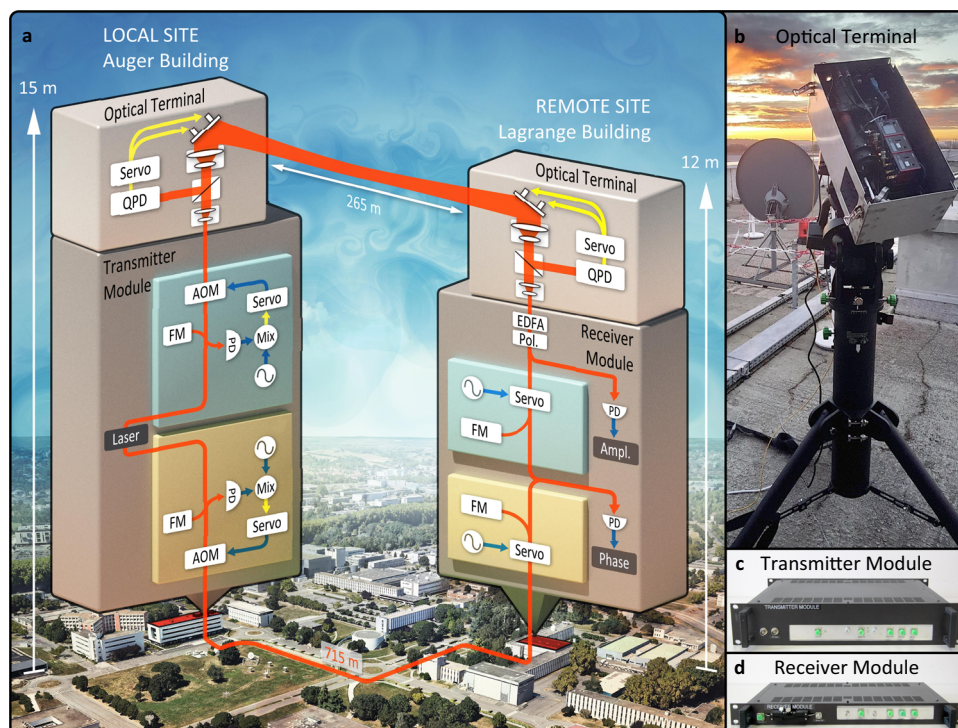 a
LOCAL SITE
Auger Building
15 m
Optical Terminal
Servo
QPD
265 m
REMOTE SITE
Lagrange Building
12 m
Optical Terminal
Servo
QPD
Transmitter
Module
AOM
Servo
FM
PD
Mix
Laser
PD
Mix
FM
Servo
AOM
EDFA
Pol.
Receiver
Module
Servo
PD
FM
Ampl.
FM
PD
Servo
Phase
715 m
b
Optical Terminal
c
Transmitter Module
TRANSMITTER MODULE
d
Receiver Module
RECEIVER MODULE